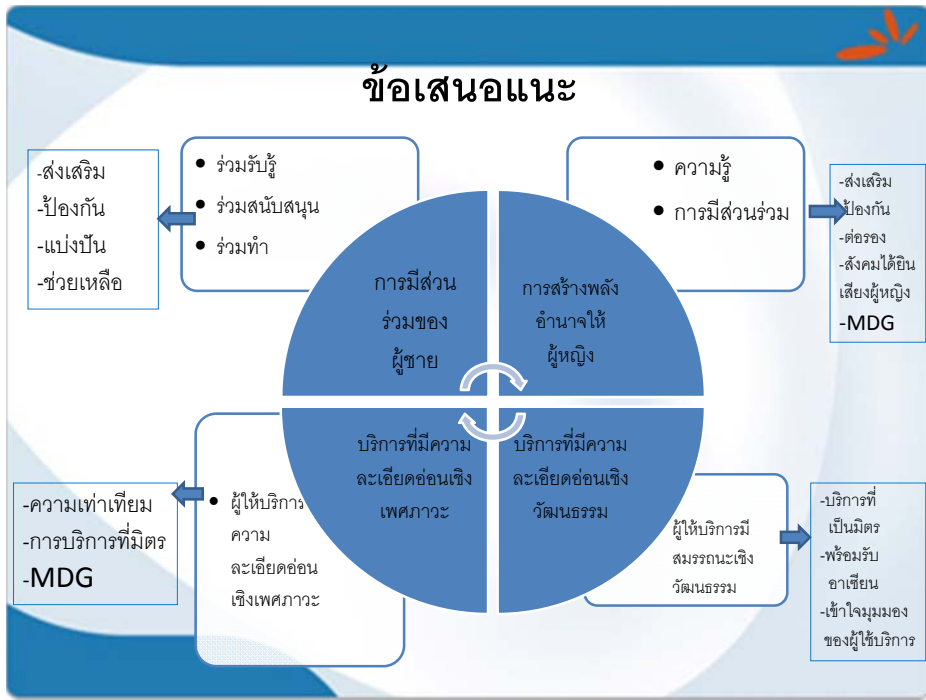 ข้อเสนอแนะ
-ส่งเสริม
-ป้องกัน
-แบ่งปัน
-ช่วยเหลือ
• ร่วมรับรู้
• ร่วมสนับสนุน
• ร่วมทำ
การมีส่วน
ร่วมของ
ผู้ชาย
การสร้างพลัง
อำนาจให้
ผู้หญิง
• ความรู้
• การมีส่วนร่วม
-ส่งเสริม
-ป้องกัน
-ต่อรอง
-สังคมได้ยิน
เสียงผู้หญิง
-MDG
-ความเท่าเทียม
-การบริการที่มิตร
-MDG
• ผู้ให้บริการ
ความ
ละเอียดอ่อน
เชิงเพศภาวะ
บริการที่มีความ
ละเอียดอ่อนเชิง
เพศภาวะ
บริการที่มีความ
ละเอียดอ่อนเชิง
วัฒนธรรม
ผู้ให้บริการมี
สมรรถนะเชิง
วัฒนธรรม
-บริการที่
เป็นมิตร
-พร้อมรับ
อาเซียน
-เข้าใจมุมมอง
ของผู้ใช้บริการ